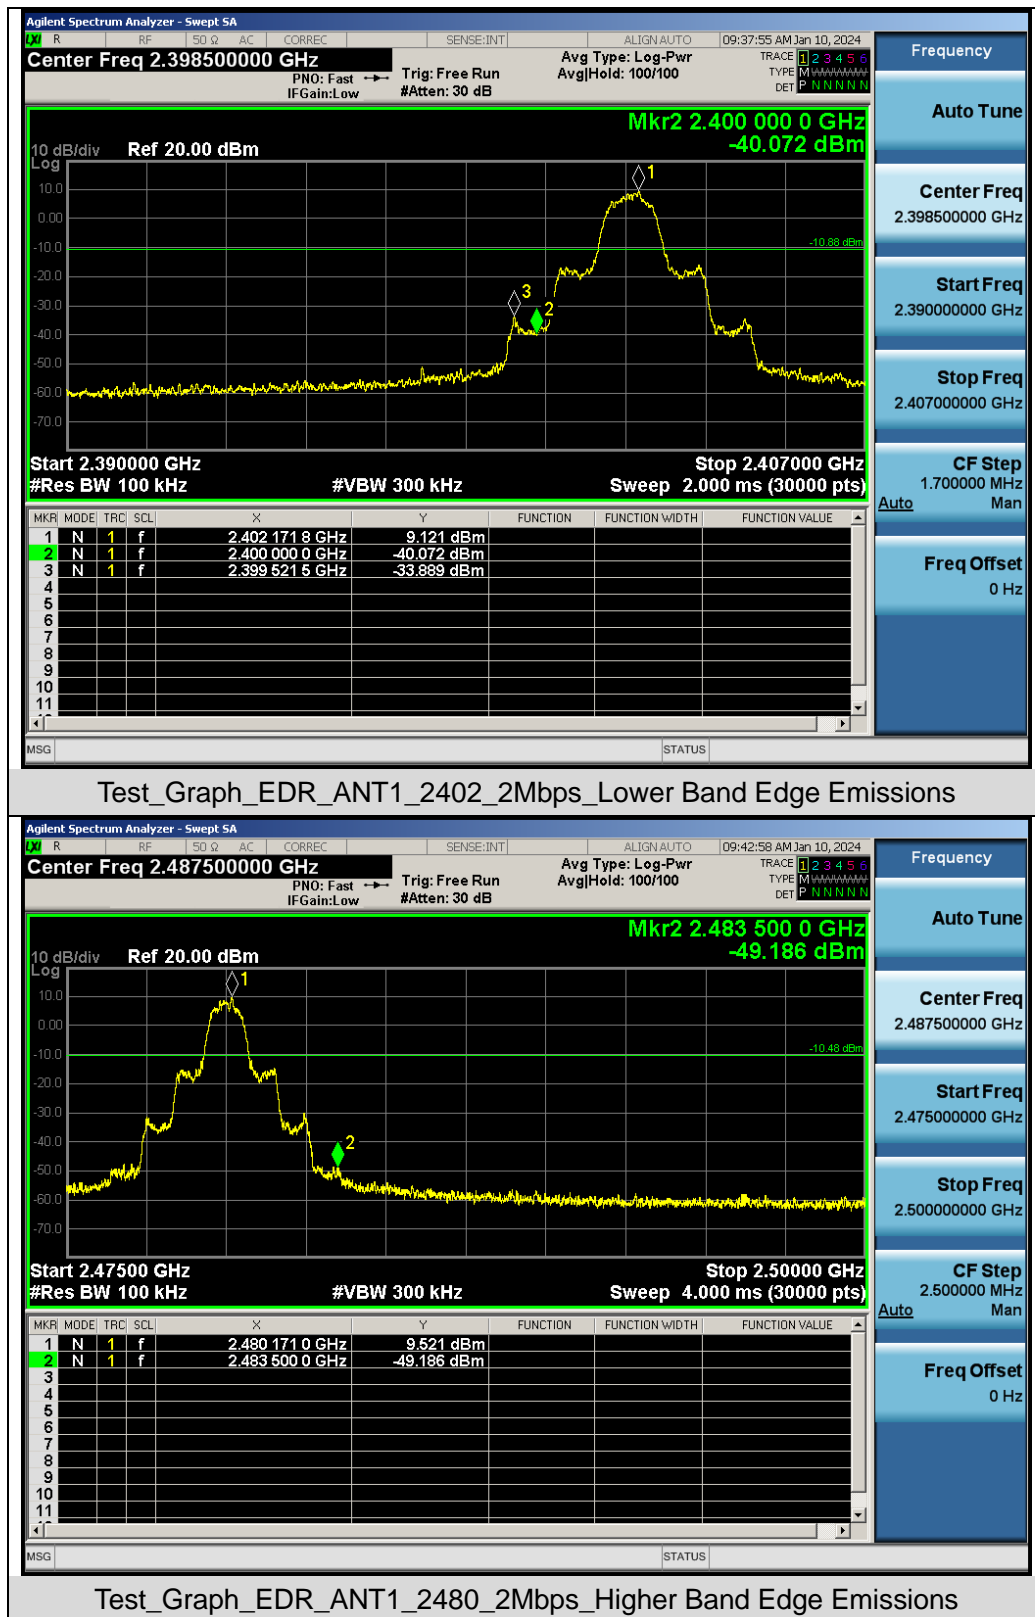 Agilent Spectrum Analyzer - Swept SA
LXI R RF 50 Ω AC CORREC SENSE:INT ALIGN AUTO 09:37:55 AM Jan 10, 2024
Center Freq 2.398500000 GHz
PNO: Fast
IFGain:Low
Trig: Free Run
#Atten: 30 dB
Avg Type: Log-Pwr
Avg|Hold: 100/100
TRACE 1 2 3 4 5 6
TYPE M WWWWW
DET P N N N N N
Mkr2 2.400 000 0 GHz
-40.072 dBm
10 dB/div Ref 20.00 dBm
Log
10.0
0.00
-10.0
-20.0
-30.0
-40.0
-50.0
-60.0
-70.0
1
-10.88 dBm
3
2
Start 2.390000 GHz Stop 2.407000 GHz
#Res BW 100 kHz #VBW 300 kHz Sweep 2.000 ms (30000 pts)
MKR MODE TRC SCL X Y FUNCTION FUNCTION WIDTH FUNCTION VALUE
1 N 1 f 2.402 171 8 GHz 9.121 dBm
2 N 1 f 2.400 000 0 GHz -40.072 dBm
3 N 1 f 2.399 521 5 GHz -33.889 dBm
4
5
6
7
8
9
10
11
MSG STATUS
Frequency
Auto Tune
Center Freq
2.398500000 GHz
Start Freq
2.390000000 GHz
Stop Freq
2.407000000 GHz
CF Step
1.700000 MHz
Auto Man
Freq Offset
0 Hz
Test_Graph_EDR_ANT1_2402_2Mbps_Lower Band Edge Emissions
Agilent Spectrum Analyzer - Swept SA
LXI R RF 50 Ω AC CORREC SENSE:INT ALIGN AUTO 09:42:58 AM Jan 10, 2024
Center Freq 2.487500000 GHz
PNO: Fast
IFGain:Low
Trig: Free Run
#Atten: 30 dB
Avg Type: Log-Pwr
Avg|Hold: 100/100
TRACE 1 2 3 4 5 6
TYPE M WWWWW
DET P N N N N N
Mkr2 2.483 500 0 GHz
-49.186 dBm
10 dB/div Ref 20.00 dBm
Log
10.0
0.00
-10.0
-20.0
-30.0
-40.0
-50.0
-60.0
-70.0
1
-10.48 dBm
2
Start 2.47500 GHz Stop 2.50000 GHz
#Res BW 100 kHz #VBW 300 kHz Sweep 4.000 ms (30000 pts)
MKR MODE TRC SCL X Y FUNCTION FUNCTION WIDTH FUNCTION VALUE
1 N 1 f 2.480 171 0 GHz 9.521 dBm
2 N 1 f 2.483 500 0 GHz -49.186 dBm
3
4
5
6
7
8
9
10
11
MSG STATUS
Frequency
Auto Tune
Center Freq
2.487500000 GHz
Start Freq
2.475000000 GHz
Stop Freq
2.500000000 GHz
CF Step
2.500000 MHz
Auto Man
Freq Offset
0 Hz
Test_Graph_EDR_ANT1_2480_2Mbps_Higher Band Edge Emissions